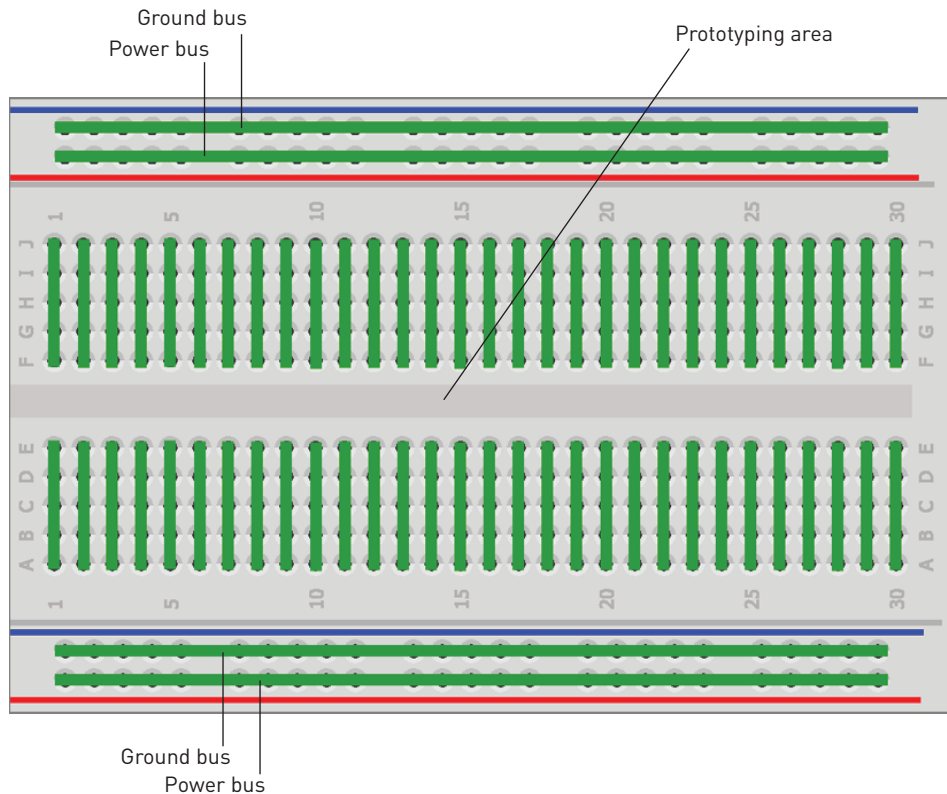 Ground bus
Power bus
Prototyping area
1 5 10 15 20 25 30
J J
I I
H H
G G
F F
E E
D D
C C
B B
A A
1 5 10 15 20 25 30
Ground bus
Power bus